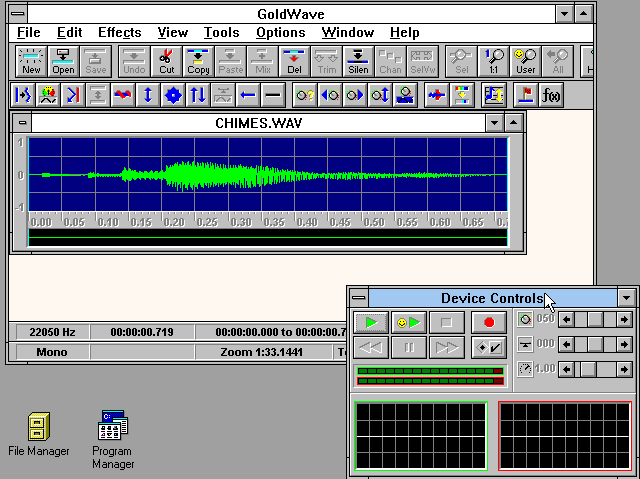 GoldWave
File Edit Effects View Tools Options Window Help
New Open Save Undo Cut Copy Paste Mix Del Trim Silen Chan SelVw Sel 1:1 User All
f(x)
CHIMES.WAV
1
0
-1
0.00 0.05 0.10 0.15 0.20 0.25 0.30 0.35 0.40 0.45 0.50 0.55 0.60 0.65
Device Controls
050
000
1.00
22050 Hz 00:00:00.719 00:00:00.000 to 00:00:00.7
Mono Zoom 1:33.1441
File Manager
Program
Manager